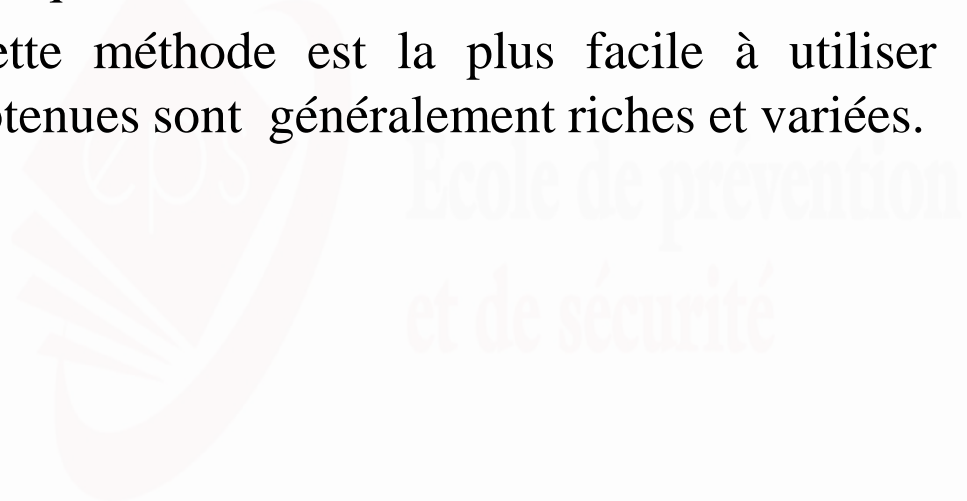 ette méthode est la plus facile à utiliser
btenues sont généralement riches et variées.
eps
Ecole de prévention
et de sécurité